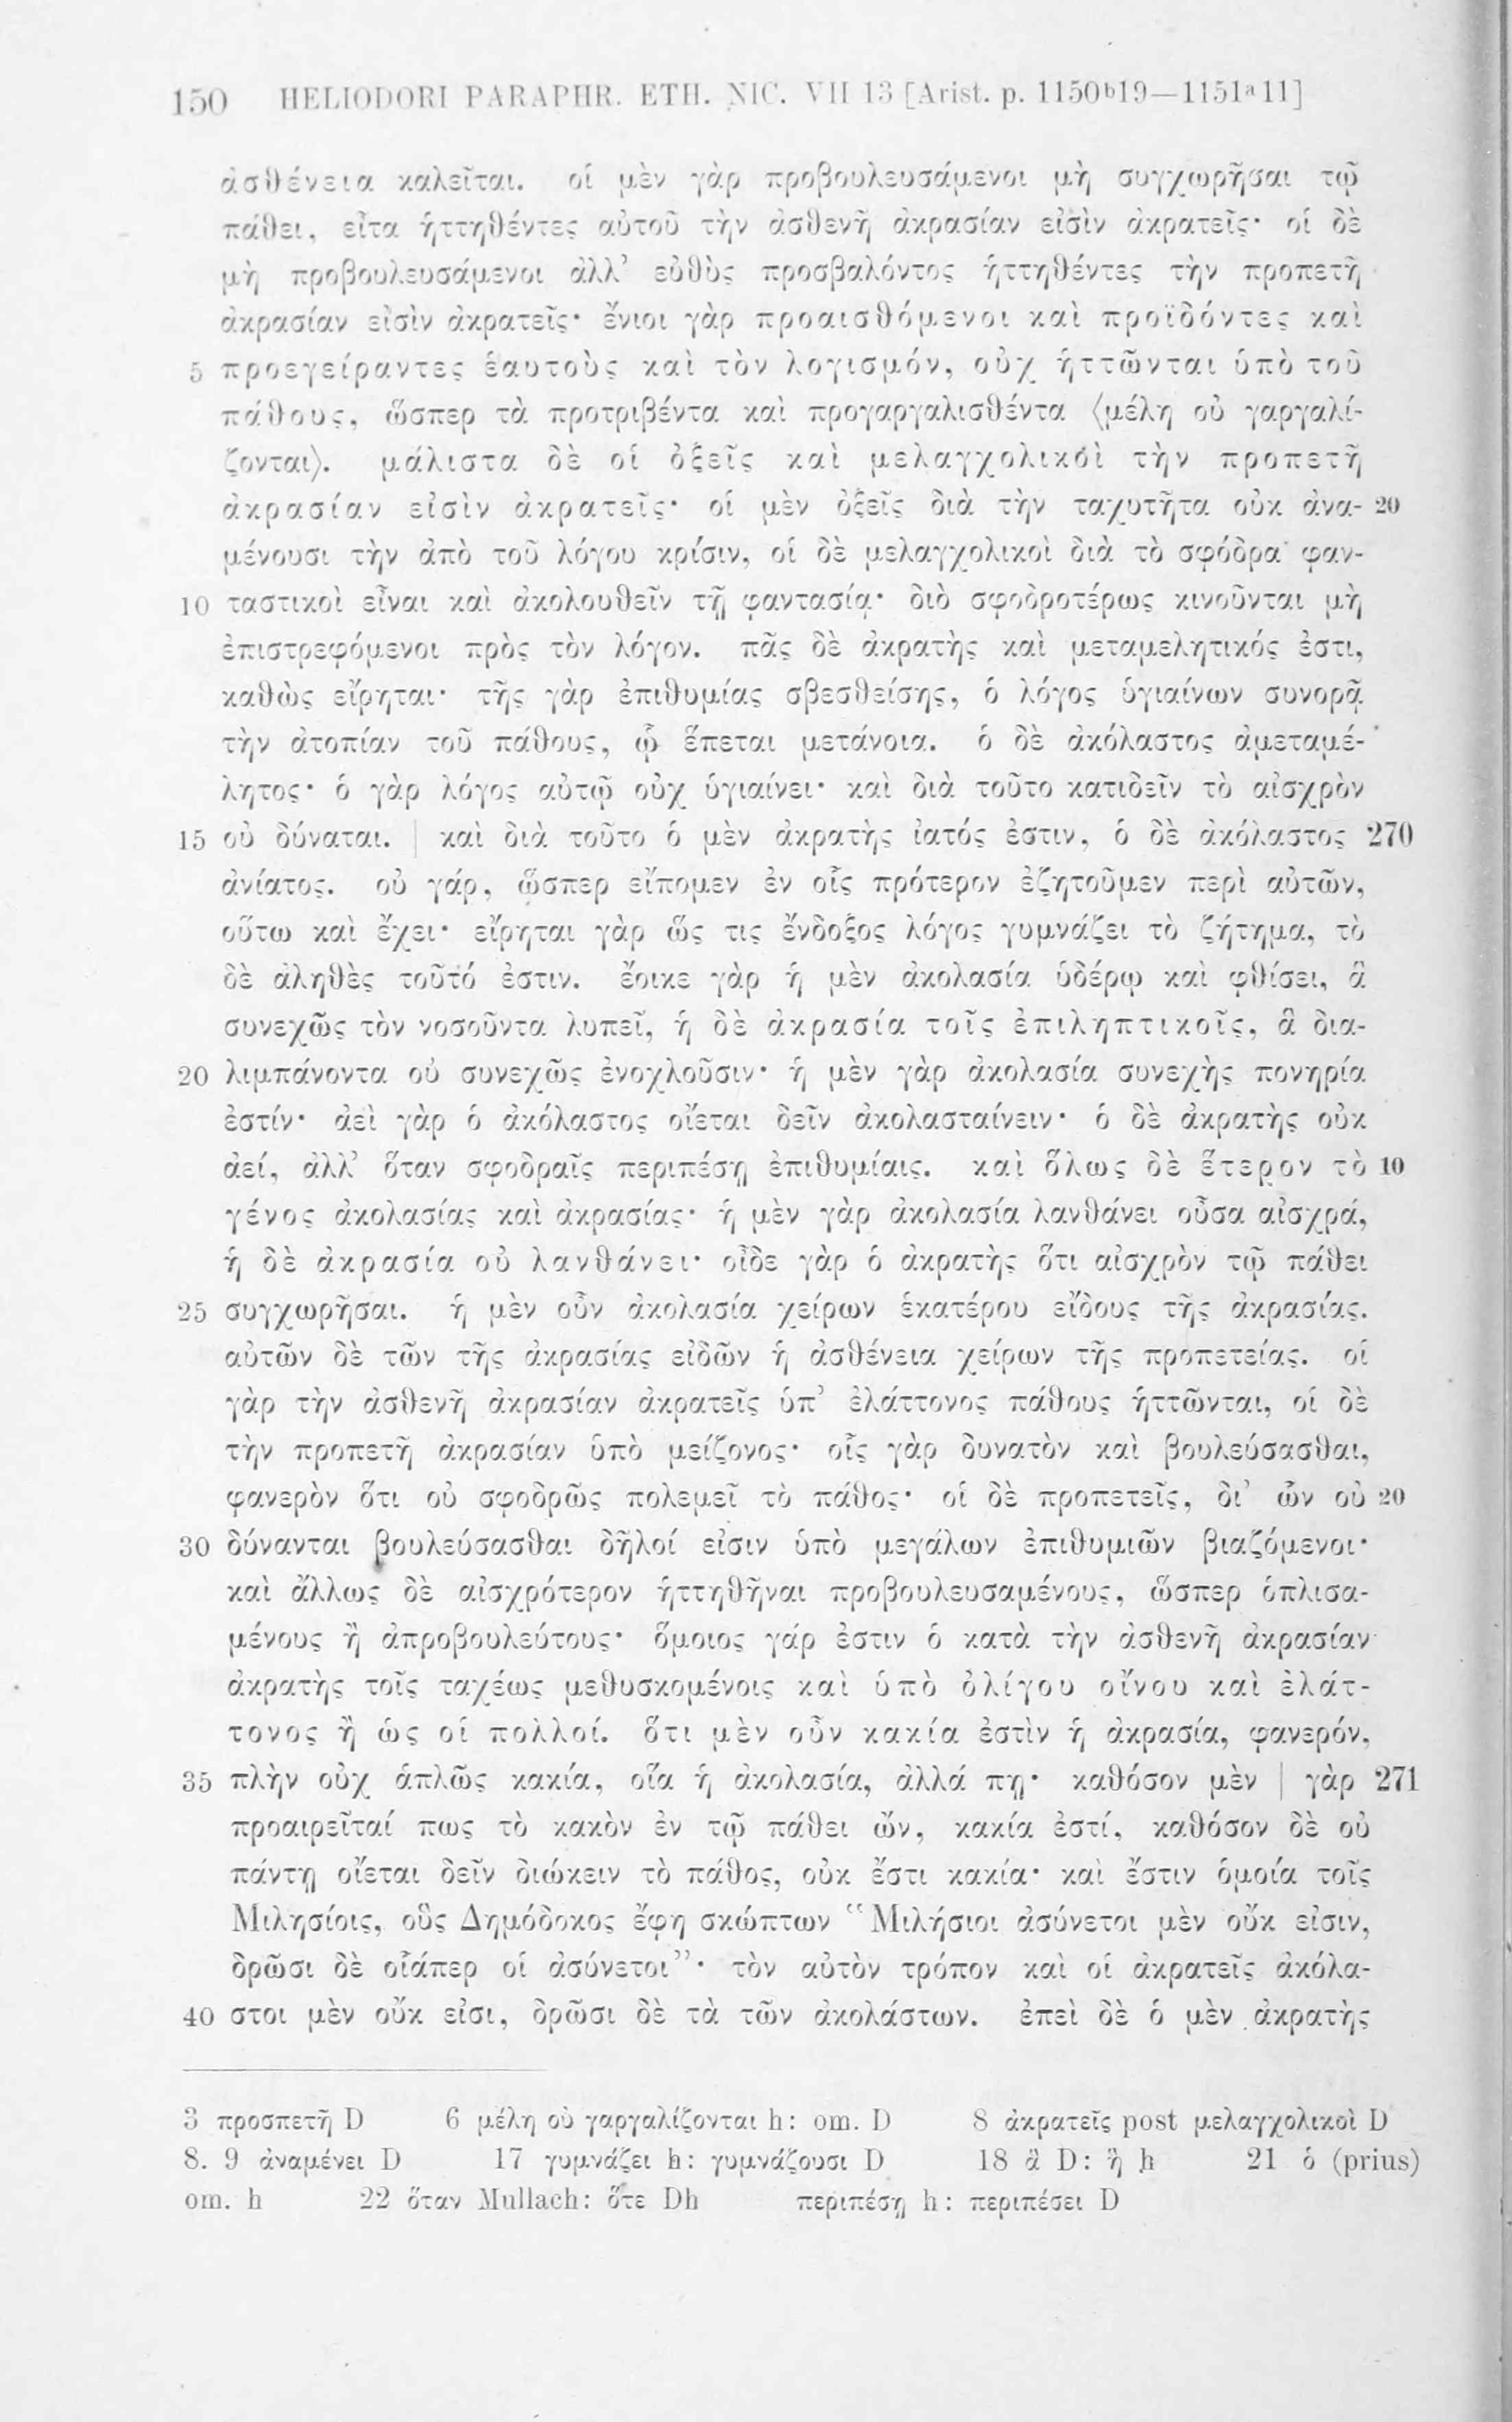 150 HELIODORI PARAPHR. ETH. NIC. VII 13 [Arist. p. 1150ᵇ19—1151ᵃ11]
ἀσθένεια καλεῖται. οἱ μὲν γὰρ προβουλευσάμενοι μὴ συγχωρῆσαι τῷ
πάθει, εἶτα ἡττηθέντες αὐτοῦ τὴν ἀσθενῆ ἀκρασίαν εἰσὶν ἀκρατεῖς· οἱ δὲ
μὴ προβουλευσάμενοι ἀλλ’ εὐθὺς προσβαλόντος ἡττηθέντες τὴν προπετῆ
ἀκρασίαν εἰσὶν ἀκρατεῖς· ἔνιοι γὰρ προαισθόμενοι καὶ προϊδόντες καὶ
5 προεγείραντες ἑαυτοὺς καὶ τὸν λογισμόν, οὐχ ἡττῶνται ὑπὸ τοῦ
πάθους, ὥσπερ τὰ προτριβέντα καὶ προγαργαλισθέντα ⟨μέλη οὐ γαργαλί-
ζονται⟩. μάλιστα δὲ οἱ ὀξεῖς καὶ μελαγχολικοὶ τὴν προπετῆ
ἀκρασίαν εἰσὶν ἀκρατεῖς· οἱ μὲν ὀξεῖς διὰ τὴν ταχυτῆτα οὐκ ἀνα- 20
μένουσι τὴν ἀπὸ τοῦ λόγου κρίσιν, οἱ δὲ μελαγχολικοὶ διὰ τὸ σφόδρα φαν-
10 ταστικοὶ εἶναι καὶ ἀκολουθεῖν τῇ φαντασίᾳ· διὸ σφοδροτέρως κινοῦνται μὴ
ἐπιστρεφόμενοι πρὸς τὸν λόγον. πᾶς δὲ ἀκρατὴς καὶ μεταμελητικός ἐστι,
καθὼς εἴρηται· τῆς γὰρ ἐπιθυμίας σβεσθείσης, ὁ λόγος ὑγιαίνων συνορᾷ
τὴν ἀτοπίαν τοῦ πάθους, ᾧ ἕπεται μετάνοια. ὁ δὲ ἀκόλαστος ἀμεταμέ-
λητος· ὁ γὰρ λόγος αὐτῷ οὐχ ὑγιαίνει· καὶ διὰ τοῦτο κατιδεῖν τὸ αἰσχρὸν
15 οὐ δύναται. | καὶ διὰ τοῦτο ὁ μὲν ἀκρατὴς ἰατός ἐστιν, ὁ δὲ ἀκόλαστος 270
ἀνίατος. οὐ γάρ, ὥσπερ εἴπομεν ἐν οἷς πρότερον ἐζητοῦμεν περὶ αὐτῶν,
οὕτω καὶ ἔχει· εἴρηται γὰρ ὥς τις ἔνδοξος λόγος γυμνάζει τὸ ζήτημα, τὸ
δὲ ἀληθὲς τοῦτό ἐστιν. ἔοικε γὰρ ἡ μὲν ἀκολασία ὑδέρῳ καὶ φθίσει, ἃ
συνεχῶς τὸν νοσοῦντα λυπεῖ, ἡ δὲ ἀκρασία τοῖς ἐπιληπτικοῖς, ἃ δια-
20 λιμπάνοντα οὐ συνεχῶς ἐνοχλοῦσιν· ἡ μὲν γὰρ ἀκολασία συνεχὴς πονηρία
ἐστίν· ἀεὶ γὰρ ὁ ἀκόλαστος οἴεται δεῖν ἀκολασταίνειν· ὁ δὲ ἀκρατὴς οὐκ
ἀεί, ἀλλ’ ὅταν σφοδραῖς περιπέσῃ ἐπιθυμίαις. καὶ ὅλως δὲ ἕτερον τὸ 10
γένος ἀκολασίας καὶ ἀκρασίας· ἡ μὲν γὰρ ἀκολασία λανθάνει οὖσα αἰσχρά,
ἡ δὲ ἀκρασία οὐ λανθάνει· οἶδε γὰρ ὁ ἀκρατὴς ὅτι αἰσχρὸν τῷ πάθει
25 συγχωρῆσαι. ἡ μὲν οὖν ἀκολασία χείρων ἑκατέρου εἴδους τῆς ἀκρασίας.
αὐτῶν δὲ τῶν τῆς ἀκρασίας εἰδῶν ἡ ἀσθένεια χείρων τῆς προπετείας. οἱ
γὰρ τὴν ἀσθενῆ ἀκρασίαν ἀκρατεῖς ὑπ’ ἐλάττονος πάθους ἡττῶνται, οἱ δὲ
τὴν προπετῆ ἀκρασίαν ὑπὸ μείζονος· οἷς γὰρ δυνατὸν καὶ βουλεύσασθαι,
φανερὸν ὅτι οὐ σφοδρῶς πολεμεῖ τὸ πάθος· οἱ δὲ προπετεῖς, δι’ ὧν οὐ 20
30 δύνανται βουλεύσασθαι δῆλοί εἰσιν ὑπὸ μεγάλων ἐπιθυμιῶν βιαζόμενοι·
καὶ ἄλλως δὲ αἰσχρότερον ἡττηθῆναι προβουλευσαμένους, ὥσπερ ὁπλισα-
μένους ἢ ἀπροβουλεύτους· ὅμοιος γάρ ἐστιν ὁ κατὰ τὴν ἀσθενῆ ἀκρασίαν
ἀκρατὴς τοῖς ταχέως μεθυσκομένοις καὶ ὑπὸ ὀλίγου οἴνου καὶ ἐλάτ-
τονος ἢ ὡς οἱ πολλοί. ὅτι μὲν οὖν κακία ἐστὶν ἡ ἀκρασία, φανερόν,
35 πλὴν οὐχ ἁπλῶς κακία, οἵα ἡ ἀκολασία, ἀλλά πῃ· καθόσον μὲν | γὰρ 271
προαιρεῖταί πως τὸ κακὸν ἐν τῷ πάθει ὤν, κακία ἐστί, καθόσον δὲ οὐ
πάντῃ οἴεται δεῖν διώκειν τὸ πάθος, οὐκ ἔστι κακία· καὶ ἔστιν ὁμοία τοῖς
Μιλησίοις, οὓς Δημόδοκος ἔφη σκώπτων “Μιλήσιοι ἀσύνετοι μὲν οὔκ εἰσιν,
δρῶσι δὲ οἷάπερ οἱ ἀσύνετοι”· τὸν αὐτὸν τρόπον καὶ οἱ ἀκρατεῖς ἀκόλα-
40 στοι μὲν οὔκ εἰσι, δρῶσι δὲ τὰ τῶν ἀκολάστων. ἐπεὶ δὲ ὁ μὲν ἀκρατὴς
3 προσπετῆ D 6 μέλη οὐ γαργαλίζονται h: om. D 8 ἀκρατεῖς post μελαγχολικοὶ D
8. 9 ἀναμένει D 17 γυμνάζει h: γυμνάζουσι D 18 ἃ D: ἢ h 21 ὁ (prius)
om. h 22 ὅταν Mullach: ὅτε Dh περιπέσῃ h: περιπέσει D